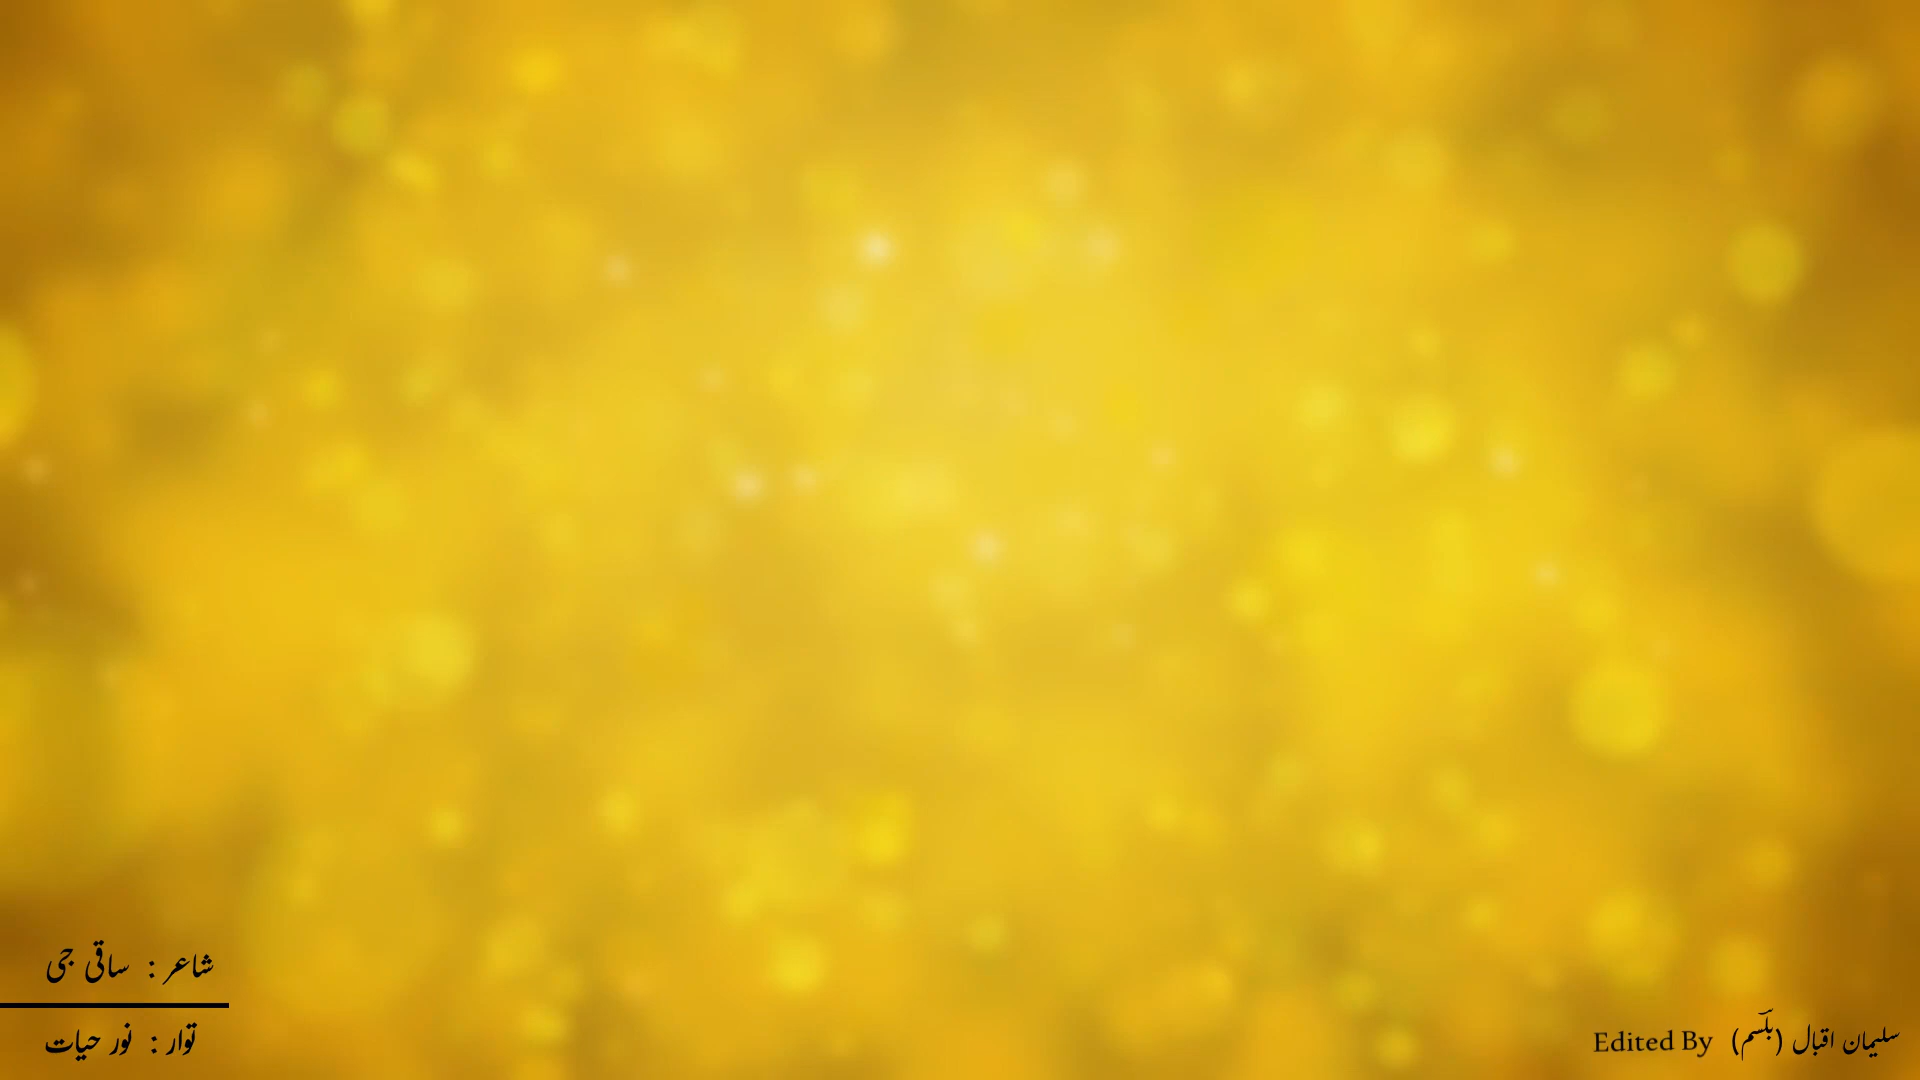 شاعر : ساقی جی
توار : نور حیات
Edited By سلیمان اقبال (بلّسم)